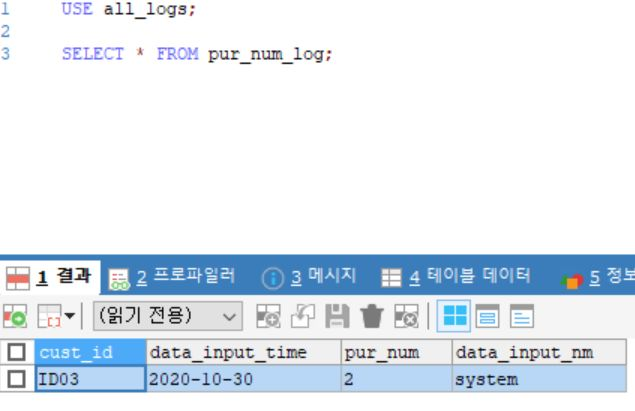 1 USE all_logs;
2
3 SELECT * FROM pur_num_log;
1 결과 2 프로파일러 3 메시지 4 테이블 데이터 5 정보
(읽기 전용)
cust_id data_input_time pur_num data_input_nm
ID03 2020-10-30 2 system